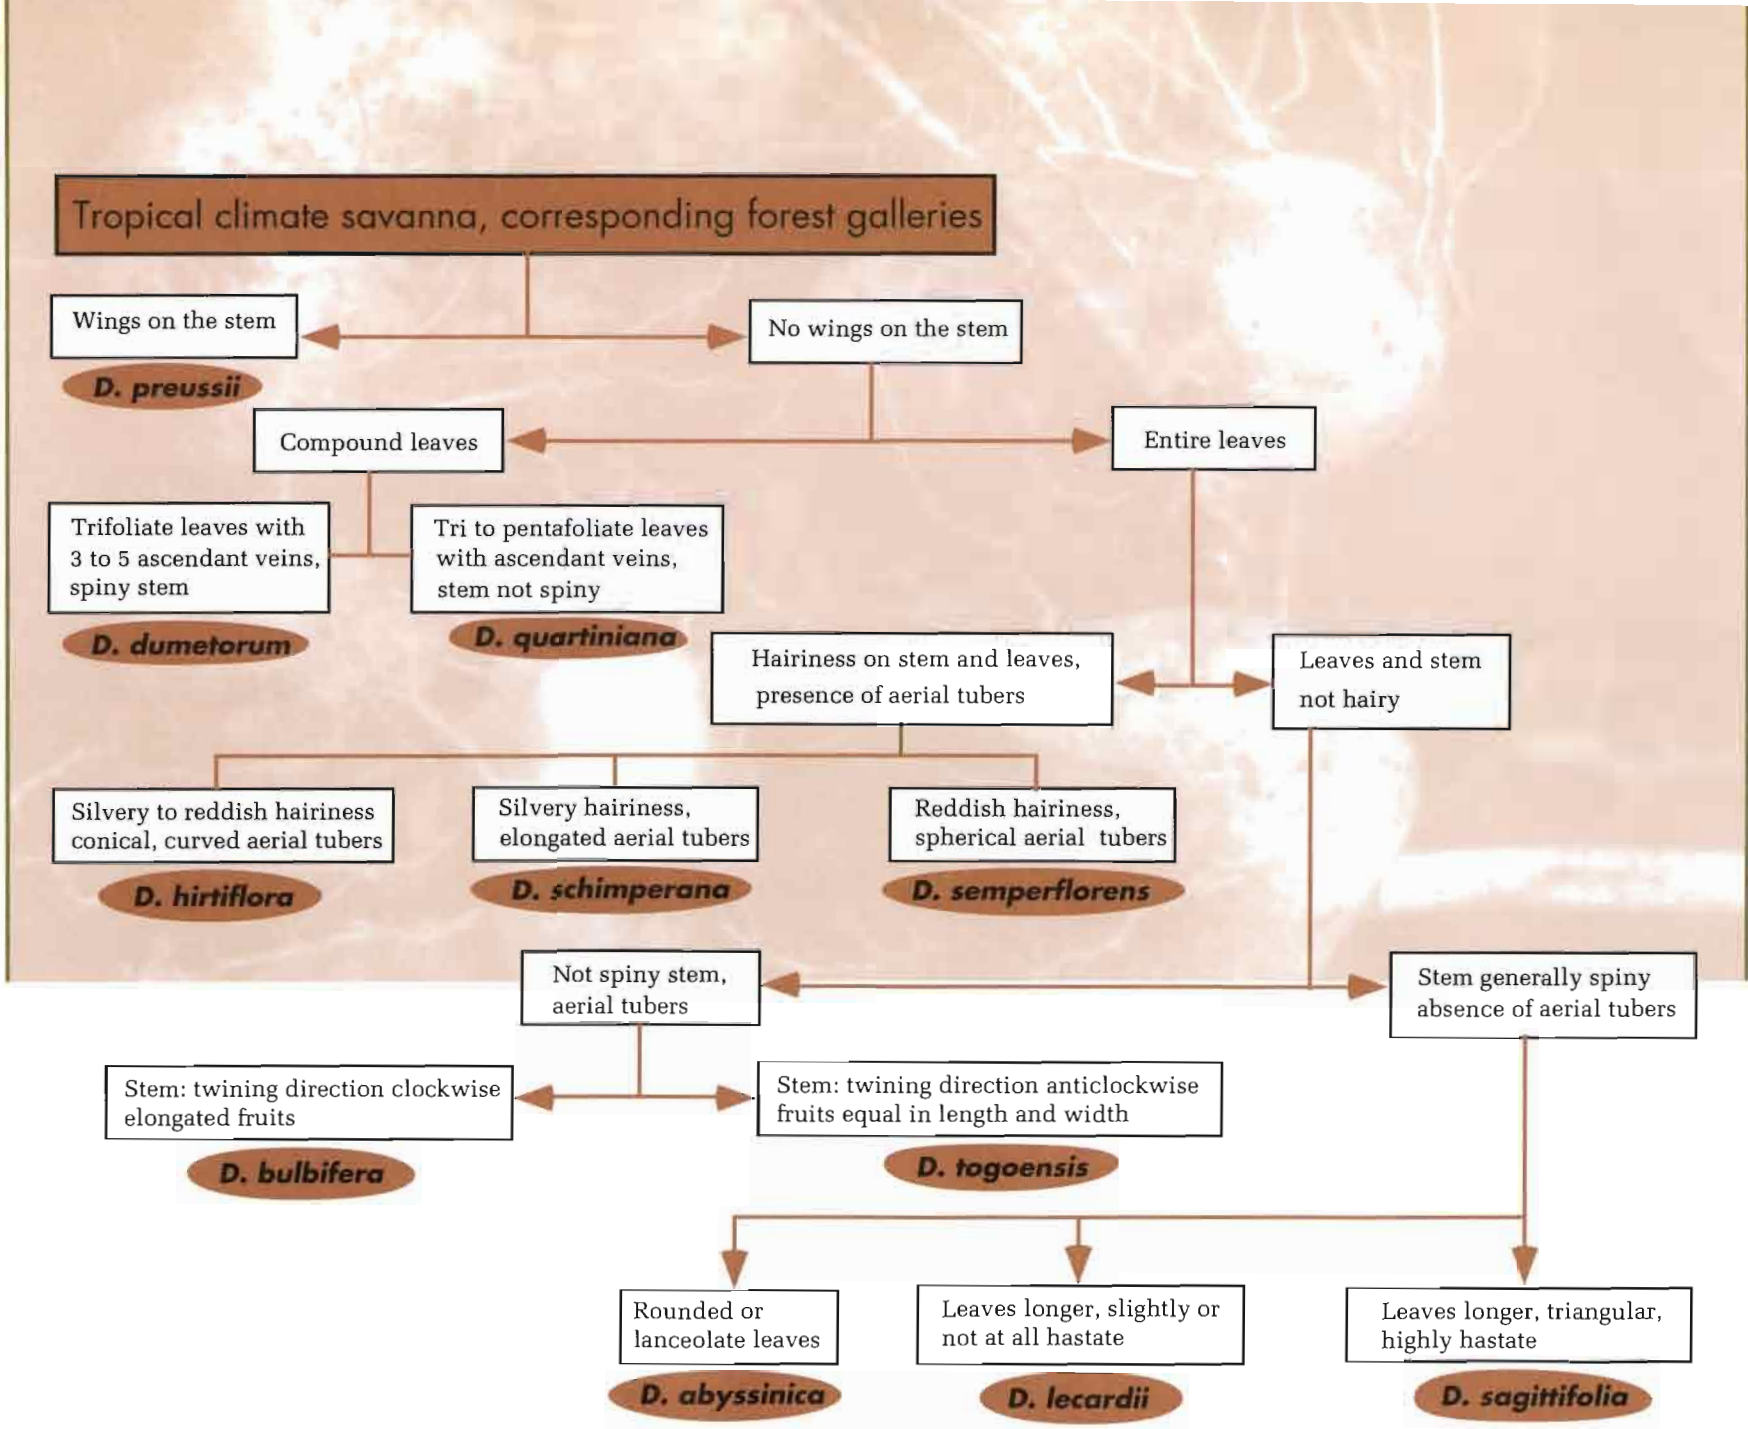 Tropical climate savanna, corresponding forest galleries
Wings on the stem
No wings on the stem
D. preussii
Compound leaves
Entire leaves
Trifoliate leaves with
3 to 5 ascendant veins,
spiny stem
Tri to pentafoliate leaves
with ascendant veins,
stem not spiny
D. dumetorum
D. quartiniana
Hairiness on stem and leaves,
presence of aerial tubers
Leaves and stem
not hairy
Silvery to reddish hairiness
conical, curved aerial tubers
Silvery hairiness,
elongated aerial tubers
Reddish hairiness,
spherical aerial tubers
D. hirtiflora
D. schimperana
D. semperflorens
Not spiny stem,
aerial tubers
Stem generally spiny
absence of aerial tubers
Stem: twining direction clockwise
elongated fruits
Stem: twining direction anticlockwise
fruits equal in length and width
D. bulbifera
D. togoensis
Rounded or
lanceolate leaves
Leaves longer, slightly or
not at all hastate
Leaves longer, triangular,
highly hastate
D. abyssinica
D. lecardii
D. sagittifolia